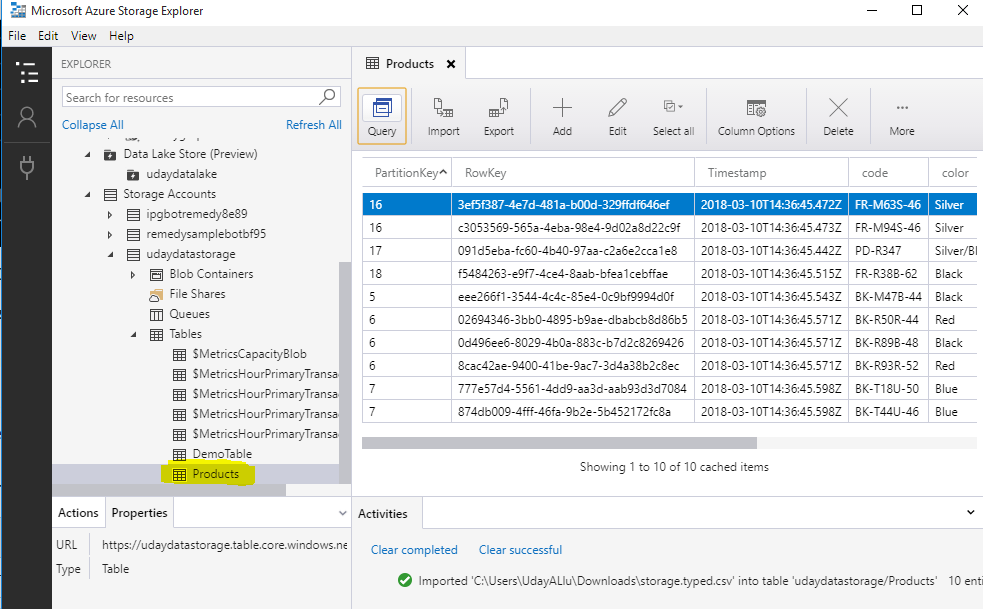 Microsoft Azure Storage Explorer
File Edit View Help
EXPLORER
Search for resources
Collapse All Refresh All
Data Lake Store (Preview)
udaydatalake
Storage Accounts
ipgbotremedy8e89
remedysamplebotbf95
udaydatastorage
Blob Containers
File Shares
Queues
Tables
$MetricsCapacityBlob
$MetricsHourPrimaryTransa
$MetricsHourPrimaryTransa
$MetricsHourPrimaryTransa
$MetricsHourPrimaryTransa
DemoTable
Products
Actions Properties
URL https://udaydatastorage.table.core.windows.ne
Type Table
Products
Query Import Export Add Edit Select all Column Options Delete More
PartitionKey RowKey Timestamp code color
16 3ef5f387-4e7d-481a-b00d-329ffdf646ef 2018-03-10T14:36:45.472Z FR-M63S-46 Silver
16 c3053569-565a-4eba-98e4-9d02a8d22c9f 2018-03-10T14:36:45.473Z FR-M94S-46 Silver
17 091d5eba-fc60-4b40-97aa-c2a6e2cca1e8 2018-03-10T14:36:45.442Z PD-R347 Silver/Bl
18 f5484263-e9f7-4ce4-8aab-bfea1cebffae 2018-03-10T14:36:45.515Z FR-R38B-62 Black
5 eee266f1-3544-4c4c-85e4-0c9bf9994d0f 2018-03-10T14:36:45.543Z BK-M47B-44 Black
6 02694346-3bb0-4895-b9ae-dbabcb8d86b5 2018-03-10T14:36:45.571Z BK-R50R-44 Red
6 0d496ee6-8029-4b0a-883c-b7d2c8269426 2018-03-10T14:36:45.571Z BK-R89B-48 Black
6 8cac42ae-9400-41be-9ac7-3d4a38b2c8ec 2018-03-10T14:36:45.571Z BK-R93R-52 Red
7 777e57d4-5561-4dd9-aa3d-aab93d3d7084 2018-03-10T14:36:45.598Z BK-T18U-50 Blue
7 874db009-4fff-46fa-9b2e-5b452172fc8a 2018-03-10T14:36:45.598Z BK-T44U-46 Blue
Showing 1 to 10 of 10 cached items
Activities
Clear completed Clear successful
Imported 'C:\Users\UdayALlu\Downloads\storage.typed.csv' into table 'udaydatastorage/Products' 10 enti